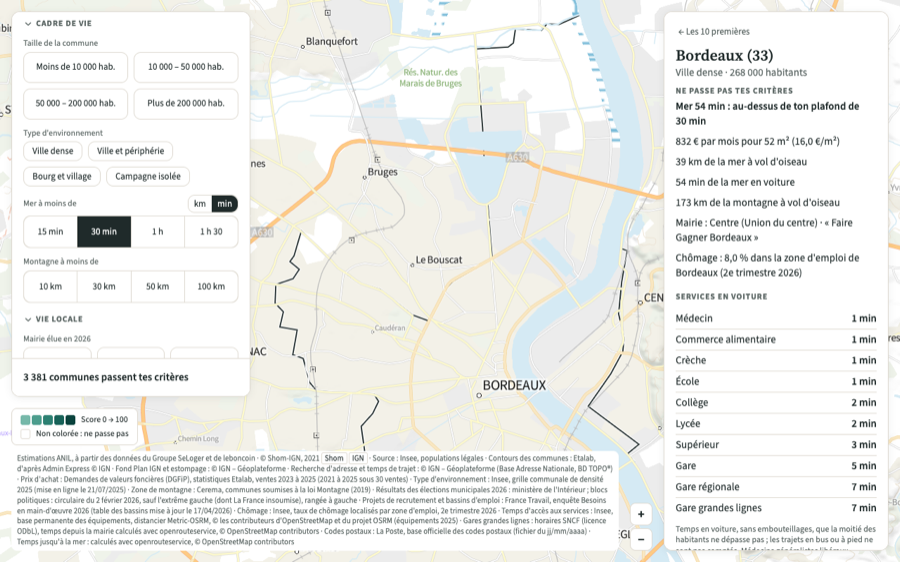 CADRE DE VIE
Taille de la commune
Moins de 10 000 hab.
10 000 – 50 000 hab.
50 000 – 200 000 hab.
Plus de 200 000 hab.
Type d'environnement
Ville dense
Ville et périphérie
Bourg et village
Campagne isolée
Mer à moins de
km
min
15 min
30 min
1 h
1 h 30
Montagne à moins de
10 km
30 km
50 km
100 km
VIE LOCALE
Mairie élue en 2026
3 381 communes passent tes critères
Score 0 → 100
Non colorée : ne passe pas
Blanquefort
Rés. Natur. des
Marais de Bruges
A630
Bruges
nes
A630
Le Bouscat
CEN
Caudéran
NAC
BORDEAUX
Chemin Long
Estimations ANIL, à partir des données du Groupe SeLoger et de leboncoin · © Shom-IGN, 2021 Shom IGN · Source : Insee, populations légales · Contours des communes : Etalab,
d'après Admin Express © IGN · Fond Plan IGN et estompage : © IGN – Géoplateforme · Recherche d'adresse et temps de trajet : © IGN – Géoplateforme (Base Adresse Nationale, BD TOPO®)
· Prix d'achat : Demandes de valeurs foncières (DGFiP), statistiques Etalab, ventes 2023 à 2025 (2021 à 2025 sous 30 ventes) · Type d'environnement : Insee, grille communale de densité
2025 (mise en ligne le 21/07/2025) · Zone de montagne : Cerema, communes soumises à la loi Montagne (2019) · Résultats des élections municipales 2026 : ministère de l'Intérieur ; blocs
politiques : circulaire du 2 février 2026, sauf l'extrême gauche (dont La France insoumise), rangée à gauche · Projets de recrutement et bassins d'emploi : France Travail, enquête Besoins
en main-d'œuvre 2026 (table des bassins mise à jour le 17/04/2026) · Chômage : Insee, taux de chômage localisés par zone d'emploi, 2e trimestre 2026 · Temps d'accès aux services : Insee,
base permanente des équipements, distancier Metric-OSRM, © les contributeurs d'OpenStreetMap et du projet OSRM (équipements 2025) · Gares grandes lignes : horaires SNCF (licence
ODbL), temps depuis la mairie calculés avec openrouteservice, © OpenStreetMap contributors · Codes postaux : La Poste, base officielle des codes postaux (fichier du jj/mm/aaaa) ·
Temps jusqu'à la mer : calculés avec openrouteservice, © OpenStreetMap contributors
+
−
← Les 10 premières
Bordeaux (33)
Ville dense · 268 000 habitants
NE PASSE PAS TES CRITÈRES
Mer 54 min : au-dessus de ton plafond de
30 min
832 € par mois pour 52 m² (16,0 €/m²)
39 km de la mer à vol d'oiseau
54 min de la mer en voiture
173 km de la montagne à vol d'oiseau
Mairie : Centre (Union du centre) · « Faire
Gagner Bordeaux »
Chômage : 8,0 % dans la zone d'emploi de
Bordeaux (2e trimestre 2026)
SERVICES EN VOITURE
Médecin 1 min
Commerce alimentaire 1 min
Crèche 1 min
École 1 min
Collège 2 min
Lycée 2 min
Supérieur 3 min
Gare 5 min
Gare régionale 7 min
Gare grandes lignes 7 min
Temps en voiture, sans embouteillages, que la moitié des
habitants ne dépasse pas ; les trajets en bus ou à pied ne